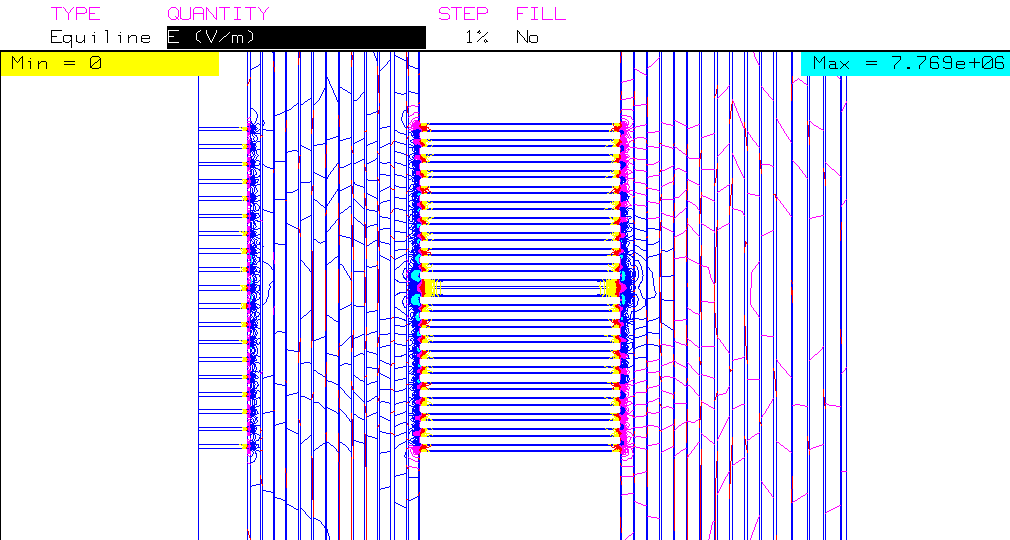 TYPE QUANTITY STEP FILL
Equiline E (V/m) 1% No
Min = 0 Max = 7.769e+06